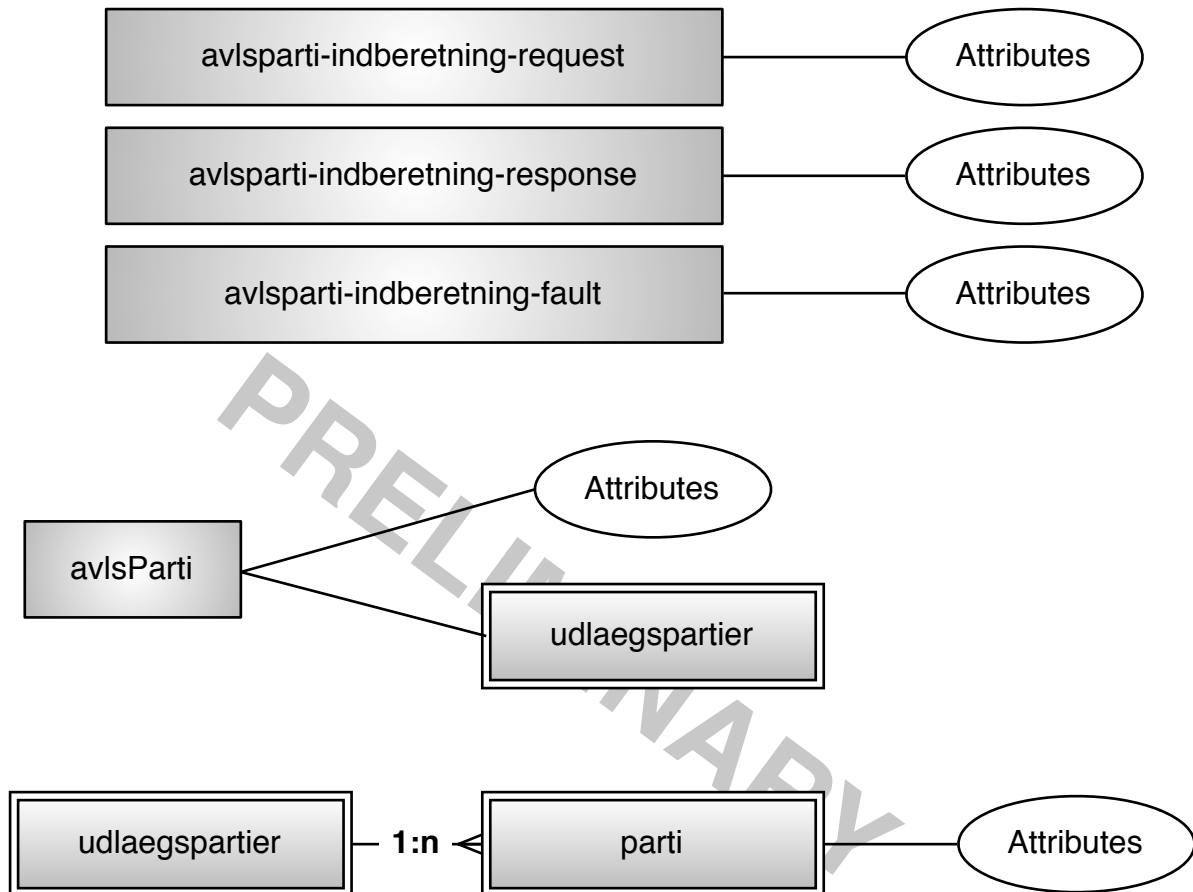 avlsparti-indberetning-request
Attributes
avlsparti-indberetning-response
Attributes
avlsparti-indberetning-fault
Attributes
PRELIMINARY
Attributes
avlsParti
udlaegspartier
udlaegspartier
1:n
parti
Attributes